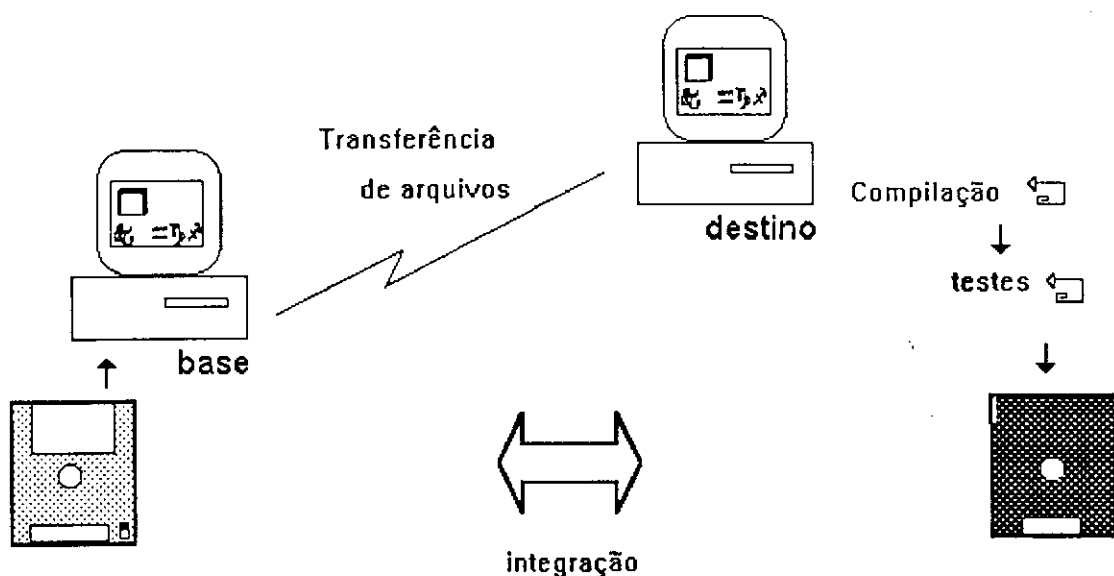 Transferência
de arquivos
destino
Compilação
testes
base
integração